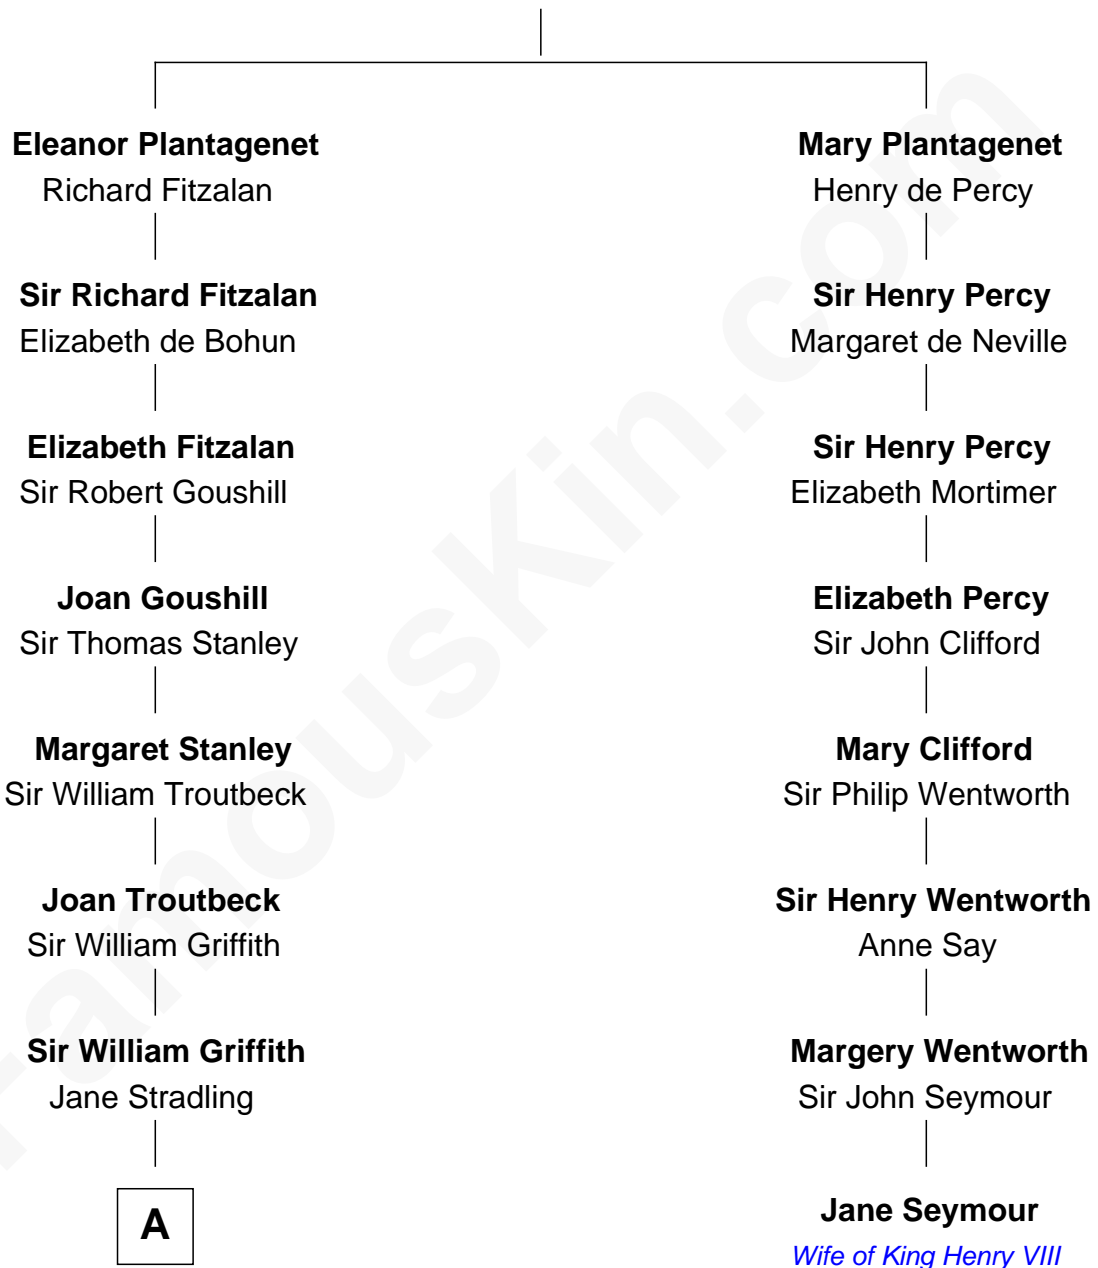 Eleanor Plantagenet
Richard Fitzalan
Sir Richard Fitzalan
Elizabeth de Bohun
Elizabeth Fitzalan
Sir Robert Goushill
Joan Goushill
Sir Thomas Stanley
Margaret Stanley
Sir William Troutbeck
Joan Troutbeck
Sir William Griffith
Sir William Griffith
Jane Stradling
A
Mary Plantagenet
Henry de Percy
Sir Henry Percy
Margaret de Neville
Sir Henry Percy
Elizabeth Mortimer
Elizabeth Percy
Sir John Clifford
Mary Clifford
Sir Philip Wentworth
Sir Henry Wentworth
Anne Say
Margery Wentworth
Sir John Seymour
Jane Seymour
Wife of King Henry VIII
FamousKin.com